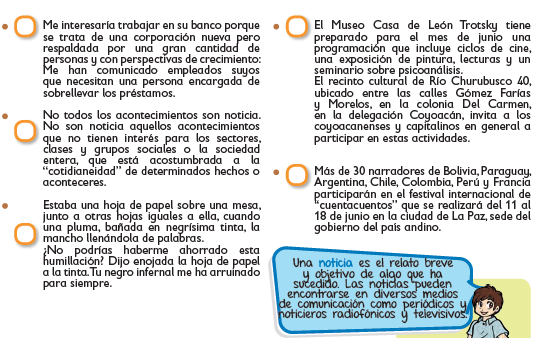 Me interesaría trabajar en su banco porque
se trata de una corporación nueva pero
respaldada por una gran cantidad de
personas y con perspectivas de crecimiento:
Me han comunicado empleados suyos
que necesitan una persona encargada de
sobrellevar los préstamos.
No todos los acontecimientos son noticia.
No son noticia aquellos acontecimientos
que no tienen interés para los sectores,
clases y grupos sociales o la sociedad
entera, que está acostumbrada a la
“cotidianeidad” de determinados hechos o
aconteceres.
Estaba una hoja de papel sobre una mesa,
junto a otras hojas iguales a ella, cuando
una pluma, bañada en negrísima tinta, la
mancho llenándola de palabras.
¡No podrías haberme ahorrado esta
humillación? Dijo enojada la hoja de papel
a la tinta. Tu negro infernal me ha arruinado
para siempre.
El Museo Casa de León Trotsky tiene
preparado para el mes de junio una
programación que incluye ciclos de cine,
una exposición de pintura, lecturas y un
seminario sobre psicoanálisis.
El recinto cultural de Río Churubusco 40,
ubicado entre las calles Gómez Farías
y Morelos, en la colonia Del Carmen,
en la delegación Coyoacán, invita a los
coyoacanenses y capitalinos en general a
participar en estas actividades.
Más de 30 narradores de Bolivia, Paraguay,
Argentina, Chile, Colombia, Perú y Francia
participarán en el festival internacional de
“cuentacuentos” que se realizará del 11 al
18 de junio en la ciudad de La Paz, sede del
gobierno del país andino.
Una noticia es el relato breve
y objetivo de algo que ha
sucedido. Las noticias pueden
encontrarse en diversos medios
de comunicación como periódicos y
noticieros radiofónicos y televisivos.